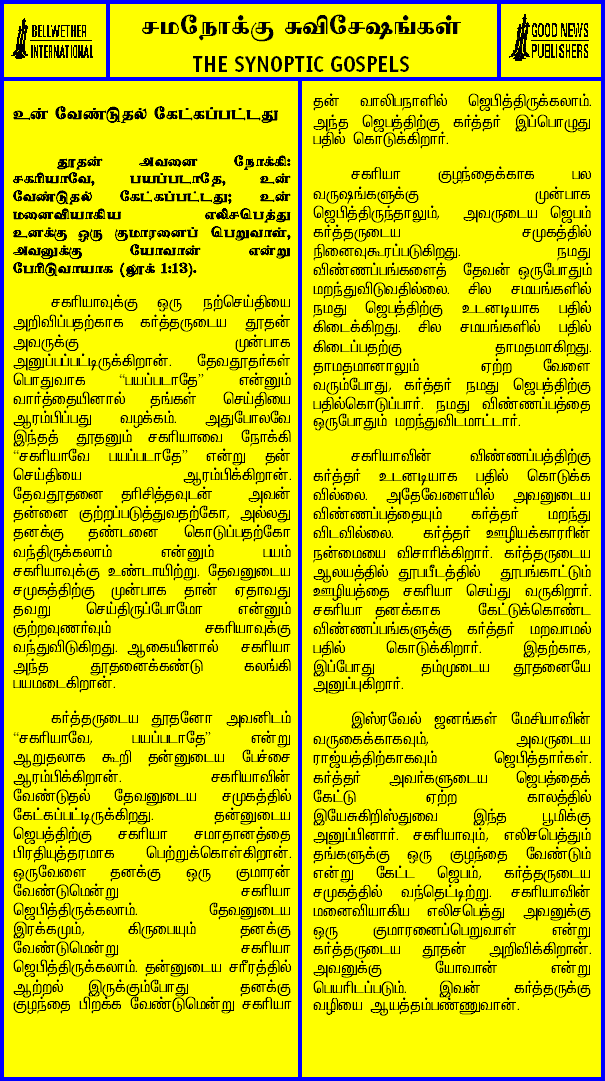 BELLWETHER
INTERNATIONAL
சமநோக்கு சுவிசேஷங்கள்
THE SYNOPTIC GOSPELS
GOOD NEWS
PUBLISHERS
உன் வேண்டுதல் கேட்கப்பட்டது
தூதன் அவனை நோக்கி:
சகரியாவே, பயப்படாதே, உன்
வேண்டுதல் கேட்கப்பட்டது; உன்
மனைவியாகிய எலிசபெத்து
உனக்கு ஒரு குமாரனைப் பெறுவாள்,
அவனுக்கு யோவான் என்று
பேரிடுவாயாக (லூக் 1:13).
சகரியாவுக்கு ஒரு நற்செய்தியை
அறிவிப்பதற்காக கர்த்தருடைய தூதன்
அவருக்கு முன்பாக
அனுப்பப்பட்டிருக்கிறான். தேவதூதர்கள்
பொதுவாக “பயப்படாதே” என்னும்
வார்த்தையினால் தங்கள் செய்தியை
ஆரம்பிப்பது வழக்கம். அதுபோலவே
இந்தத் தூதனும் சகரியாவை நோக்கி
“சகரியாவே பயப்படாதே” என்று தன்
செய்தியை ஆரம்பிக்கிறான்.
தேவதூதனை தரிசித்தவுடன் அவன்
தன்னை குற்றப்படுத்துவதற்கோ, அல்லது
தனக்கு தண்டனை கொடுப்பதற்கோ
வந்திருக்கலாம் என்னும் பயம்
சகரியாவுக்கு உண்டாயிற்று. தேவனுடைய
சமுகத்திற்கு முன்பாக தான் ஏதாவது
தவறு செய்திருப்போமோ என்னும்
குற்றவுணர்வும் சகரியாவுக்கு
வந்துவிடுகிறது. ஆகையினால் சகரியா
அந்த தூதனைக்கண்டு கலங்கி
பயமடைகிறான்.
கர்த்தருடைய தூதனோ அவனிடம்
“சகரியாவே, பயப்படாதே” என்று
ஆறுதலாக கூறி தன்னுடைய பேச்சை
ஆரம்பிக்கிறான். சகரியாவின்
வேண்டுதல் தேவனுடைய சமுகத்தில்
கேட்கப்பட்டிருக்கிறது. தன்னுடைய
ஜெபத்திற்கு சகரியா சமாதானத்தை
பிரதியுத்தரமாக பெற்றுக்கொள்கிறான்.
ஒருவேளை தனக்கு ஒரு குமாரன்
வேண்டுமென்று சகரியா
ஜெபித்திருக்கலாம். தேவனுடைய
இரக்கமும், கிருபையும் தனக்கு
வேண்டுமென்று சகரியா
ஜெபித்திருக்கலாம். தன்னுடைய சரீரத்தில்
ஆற்றல் இருக்கும்போது தனக்கு
குழந்தை பிறக்க வேண்டுமென்று சகரியா
தன் வாலிபநாளில் ஜெபித்திருக்கலாம்.
அந்த ஜெபத்திற்கு கர்த்தர் இப்பொழுது
பதில் கொடுக்கிறார்.
சகரியா குழந்தைக்காக பல
வருஷங்களுக்கு முன்பாக
ஜெபித்திருந்தாலும், அவருடைய ஜெபம்
கர்த்தருடைய சமுகத்தில்
நினைவுகூரப்படுகிறது. நமது
விண்ணப்பங்களைத் தேவன் ஒருபோதும்
மறந்துவிடுவதில்லை. சில சமயங்களில்
நமது ஜெபத்திற்கு உடனடியாக பதில்
கிடைக்கிறது. சில சமயங்களில் பதில்
கிடைப்பதற்கு தாமதமாகிறது.
தாமதமானாலும் ஏற்ற வேளை
வரும்போது, கர்த்தர் நமது ஜெபத்திற்கு
பதில்கொடுப்பார். நமது விண்ணப்பத்தை
ஒருபோதும் மறந்துவிடமாட்டார்.
சகரியாவின் விண்ணப்பத்திற்கு
கர்த்தர் உடனடியாக பதில் கொடுக்க
வில்லை. அதேவேளையில் அவனுடைய
விண்ணப்பத்தையும் கர்த்தர் மறந்து
விடவில்லை. கர்த்தர் ஊழியக்காரரின்
நன்மையை விசாரிக்கிறார். கர்த்தருடைய
ஆலயத்தில் தூபபீடத்தில் தூபங்காட்டும்
ஊழியத்தை சகரியா செய்து வருகிறார்.
சகரியா தனக்காக கேட்டுக்கொண்ட
விண்ணப்பங்களுக்கு கர்த்தர் மறவாமல்
பதில் கொடுக்கிறார். இதற்காக,
இப்போது தம்முடைய தூதனையே
அனுப்புகிறார்.
இஸ்ரவேல் ஜனங்கள் மேசியாவின்
வருகைக்காகவும், அவருடைய
ராஜ்யத்திற்காகவும் ஜெபித்தார்கள்.
கர்த்தர் அவர்களுடைய ஜெபத்தைக்
கேட்டு ஏற்ற காலத்தில்
இயேசுகிறிஸ்துவை இந்த பூமிக்கு
அனுப்பினார். சகரியாவும், எலிசபெத்தும்
தங்களுக்கு ஒரு குழந்தை வேண்டும்
என்று கேட்ட ஜெபம், கர்த்தருடைய
சமுகத்தில் வந்தெட்டிற்று. சகரியாவின்
மனைவியாகிய எலிசபெத்து அவனுக்கு
ஒரு குமாரனைப்பெறுவாள் என்று
கர்த்தருடைய தூதன் அறிவிக்கிறான்.
அவனுக்கு யோவான் என்று
பெயரிடப்படும். இவன் கர்த்தருக்கு
வழியை ஆயத்தம்பண்ணுவான்.